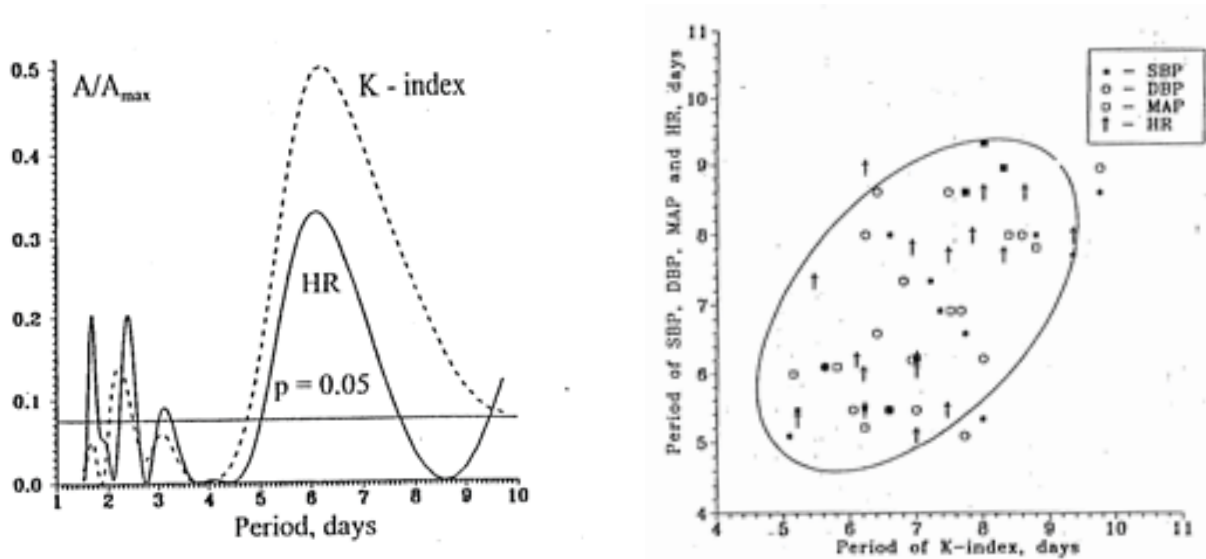 A/Amax
K - index
0.5
0.4
0.3
HR
0.2
p = 0.05
0.1
0.0
1 2 3 4 5 6 7 8 9 10
Period, days
Period of SBP, DBP, MAP and HR, days
11
10
9
8
7
6
5
4
* – SBP
o – DBP
o – MAP
† – HR
4 5 6 7 8 9 10 11
Period of K-index, days